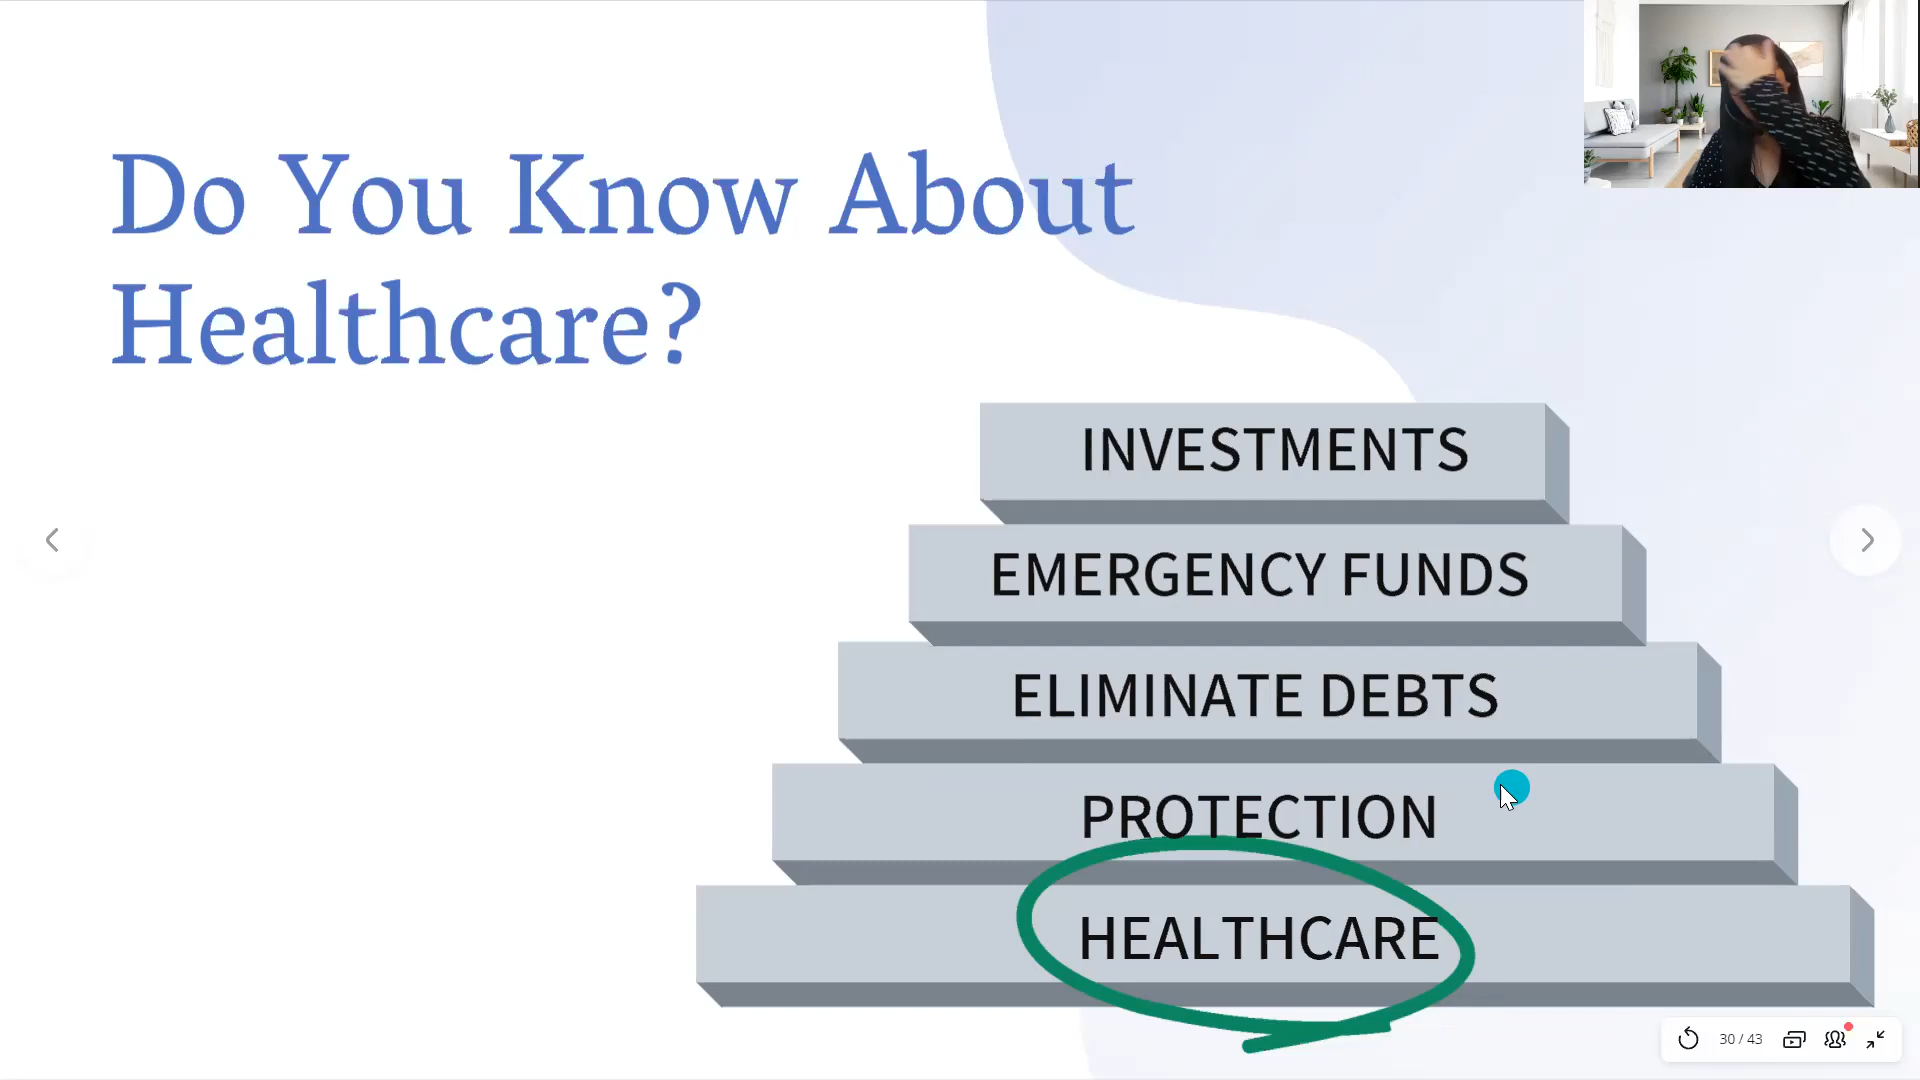 Do You Know About
Healthcare?
INVESTMENTS
EMERGENCY FUNDS
ELIMINATE DEBTS
PROTECTION
HEALTHCARE
30 / 43